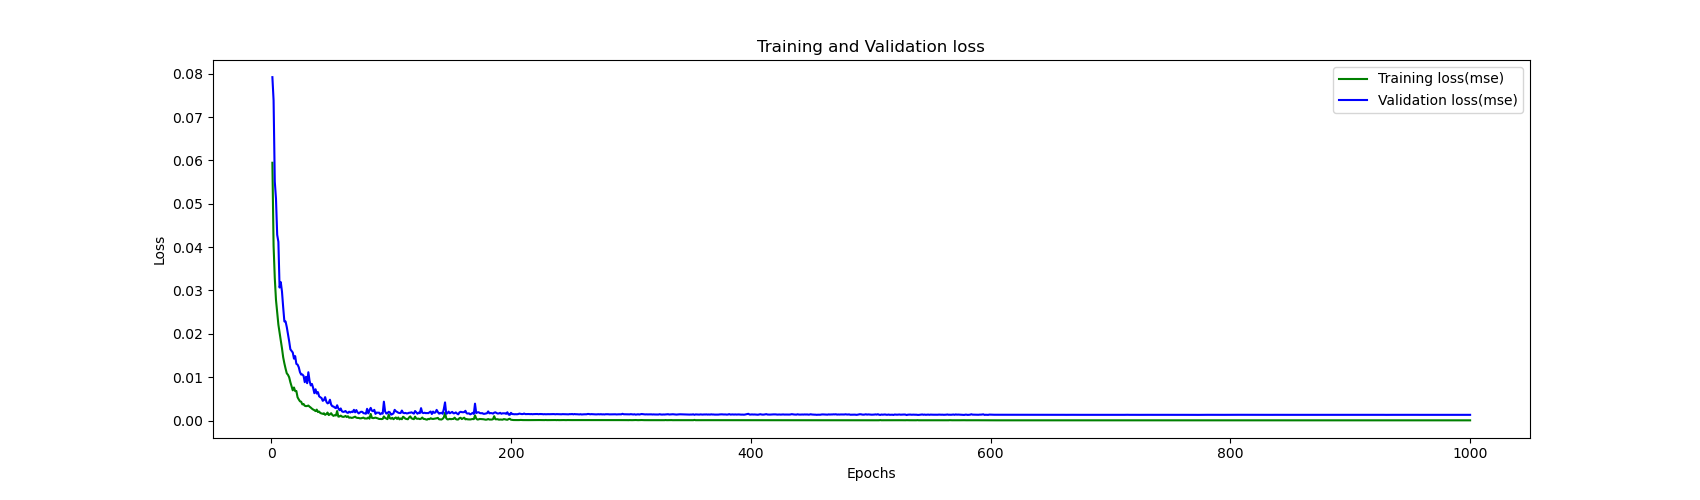 Training and Validation loss
Training loss(mse)
Validation loss(mse)
Loss
0.08
0.07
0.06
0.05
0.04
0.03
0.02
0.01
0.00
0 200 400 600 800 1000
Epochs